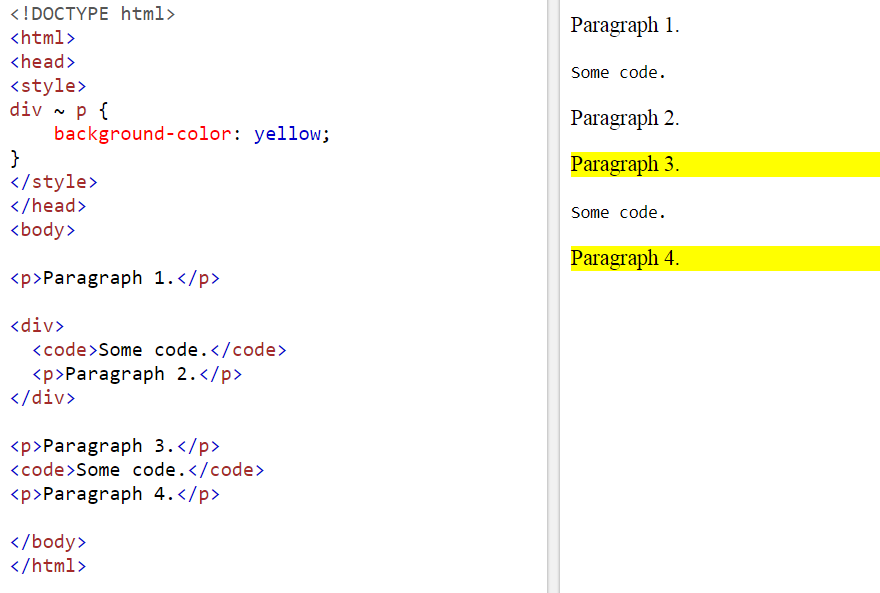 <!DOCTYPE html>
<html>
<head>
<style>
div ~ p {
    background-color: yellow;
}
</style>
</head>
<body>

<p>Paragraph 1.</p>

<div>
  <code>Some code.</code>
  <p>Paragraph 2.</p>
</div>

<p>Paragraph 3.</p>
<code>Some code.</code>
<p>Paragraph 4.</p>

</body>
</html>
Paragraph 1.
Some code.
Paragraph 2.
Paragraph 3.
Some code.
Paragraph 4.